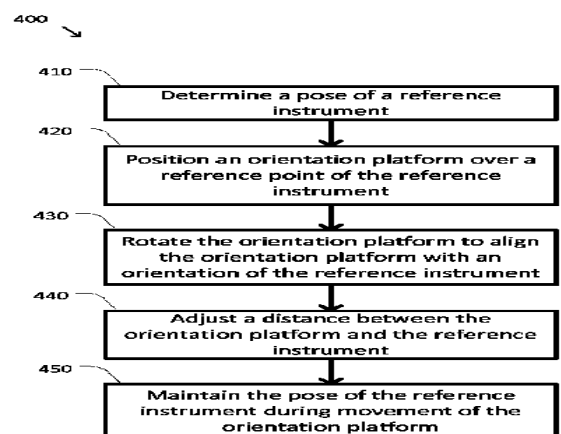 400
410
Determine a pose of a reference
instrument
420
Position an orientation platform over a
reference point of the reference
instrument
430
Rotate the orientation platform to align
the orientation platform with an
orientation of the reference instrument
440
Adjust a distance between the
orientation platform and the reference
instrument
450
Maintain the pose of the reference
instrument during movement of the
orientation platform